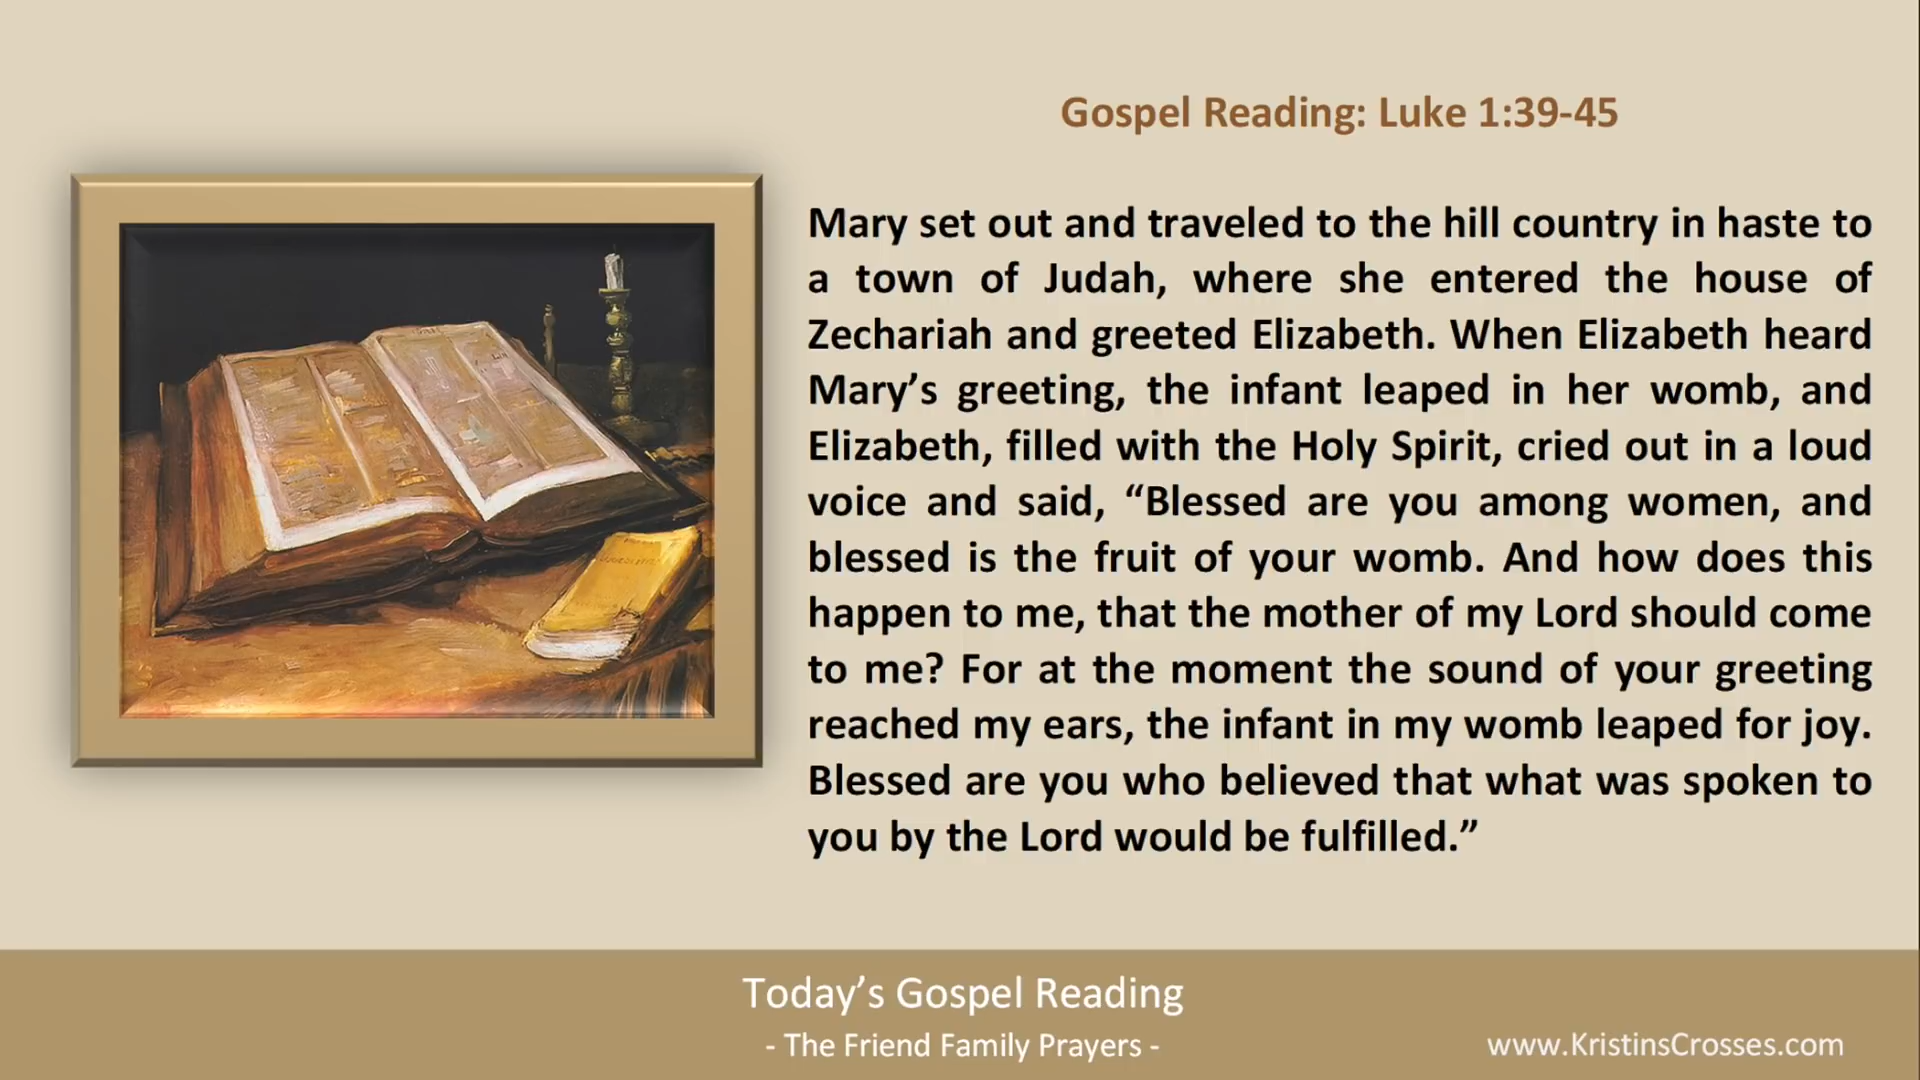 Gospel Reading: Luke 1:39-45
Mary set out and traveled to the hill country in haste to
a town of Judah, where she entered the house of
Zechariah and greeted Elizabeth. When Elizabeth heard
Mary’s greeting, the infant leaped in her womb, and
Elizabeth, filled with the Holy Spirit, cried out in a loud
voice and said, “Blessed are you among women, and
blessed is the fruit of your womb. And how does this
happen to me, that the mother of my Lord should come
to me? For at the moment the sound of your greeting
reached my ears, the infant in my womb leaped for joy.
Blessed are you who believed that what was spoken to
you by the Lord would be fulfilled.”
Today’s Gospel Reading
- The Friend Family Prayers -
www.KristinsCrosses.com